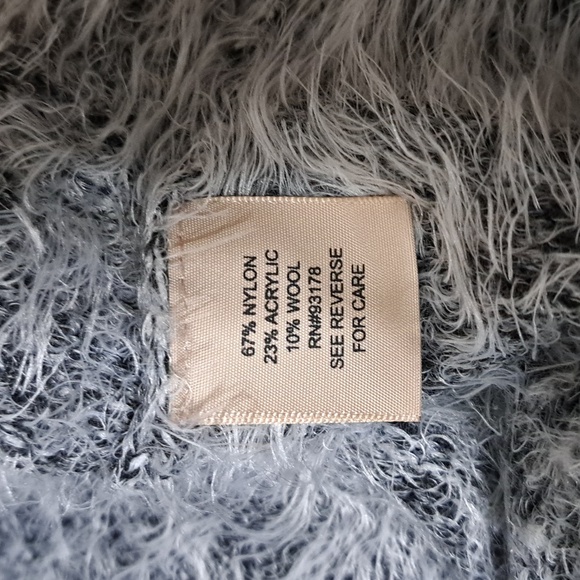 67% NYLON
23% ACRYLIC
10% WOOL
RN#93178
SEE REVERSE
FOR CARE